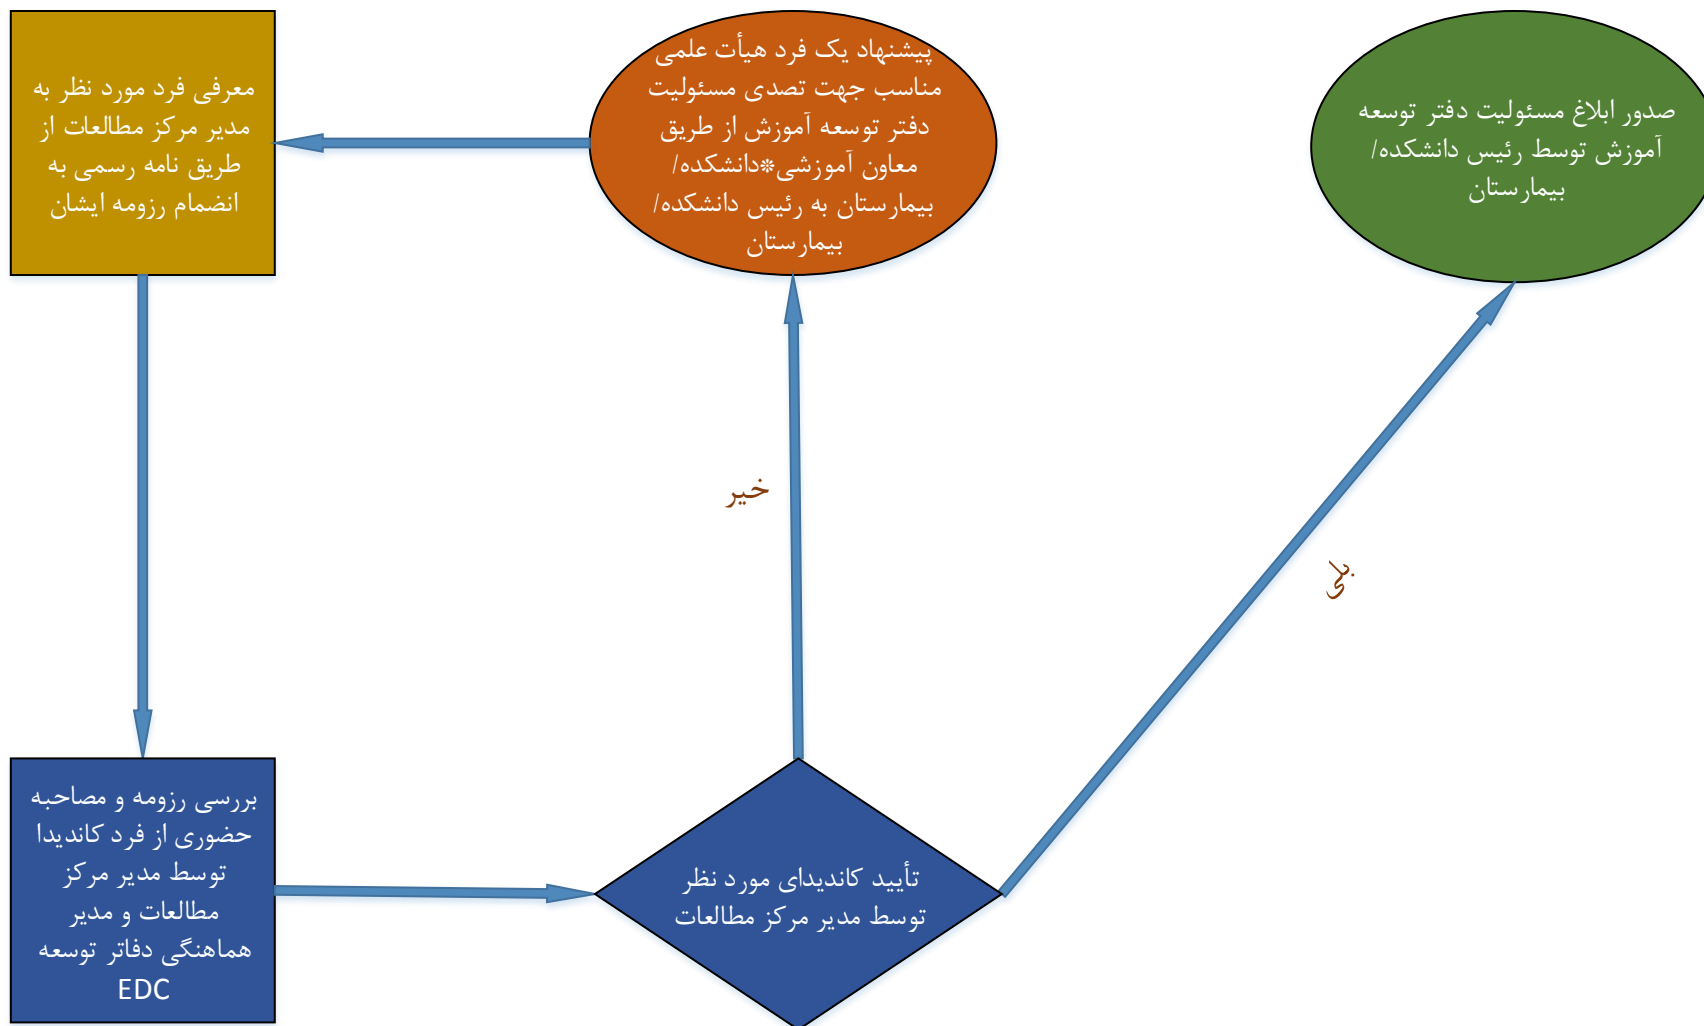 صدور ابلاغ مسئولیت دفتر توسعه
آموزش توسط رئیس دانشکده/
بیمارستان
پیشنهاد یک فرد هیأت علمی
مناسب جهت تصدی مسئولیت
دفتر توسعه آموزش از طریق
معاون آموزشی*دانشکده/
بیمارستان به رئیس دانشکده/
بیمارستان
معرفی فرد مورد نظر به
مدیر مرکز مطالعات از
طریق نامه رسمی به
انضمام رزومه ایشان
خیر
بلی
تأیید کاندیدای مورد نظر
توسط مدیر مرکز مطالعات
بررسی رزومه و مصاحبه
حضوری از فرد کاندیدا
توسط مدیر مرکز
مطالعات و مدیر
هماهنگی دفاتر توسعه
EDC